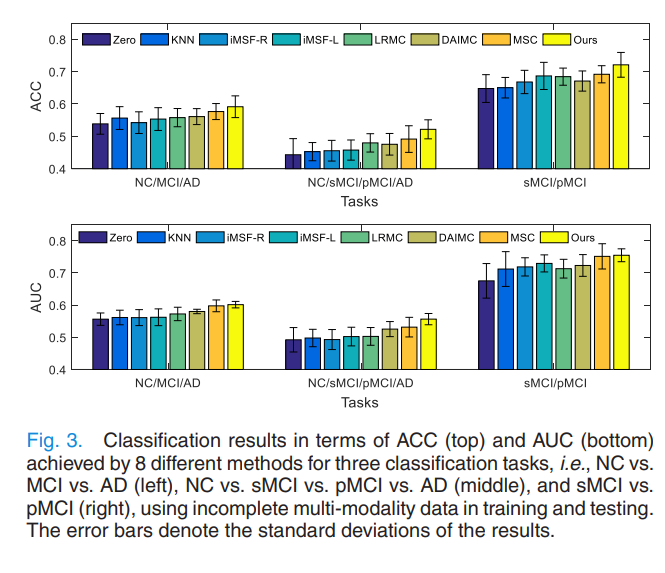 0.8
Zero KNN iMSF-R iMSF-L LRMC DAIMC MSC Ours
0.7
ACC
0.6
0.5
0.4
NC/MCI/AD NC/sMCI/pMCI/AD sMCI/pMCI
Tasks
0.8
Zero KNN iMSF-R iMSF-L LRMC DAIMC MSC Ours
0.7
AUC
0.6
0.5
0.4
NC/MCI/AD NC/sMCI/pMCI/AD sMCI/pMCI
Tasks
Fig. 3. Classification results in terms of ACC (top) and AUC (bottom)
achieved by 8 different methods for three classification tasks, i.e., NC vs.
MCI vs. AD (left), NC vs. sMCI vs. pMCI vs. AD (middle), and sMCI vs.
pMCI (right), using incomplete multi-modality data in training and testing.
The error bars denote the standard deviations of the results.